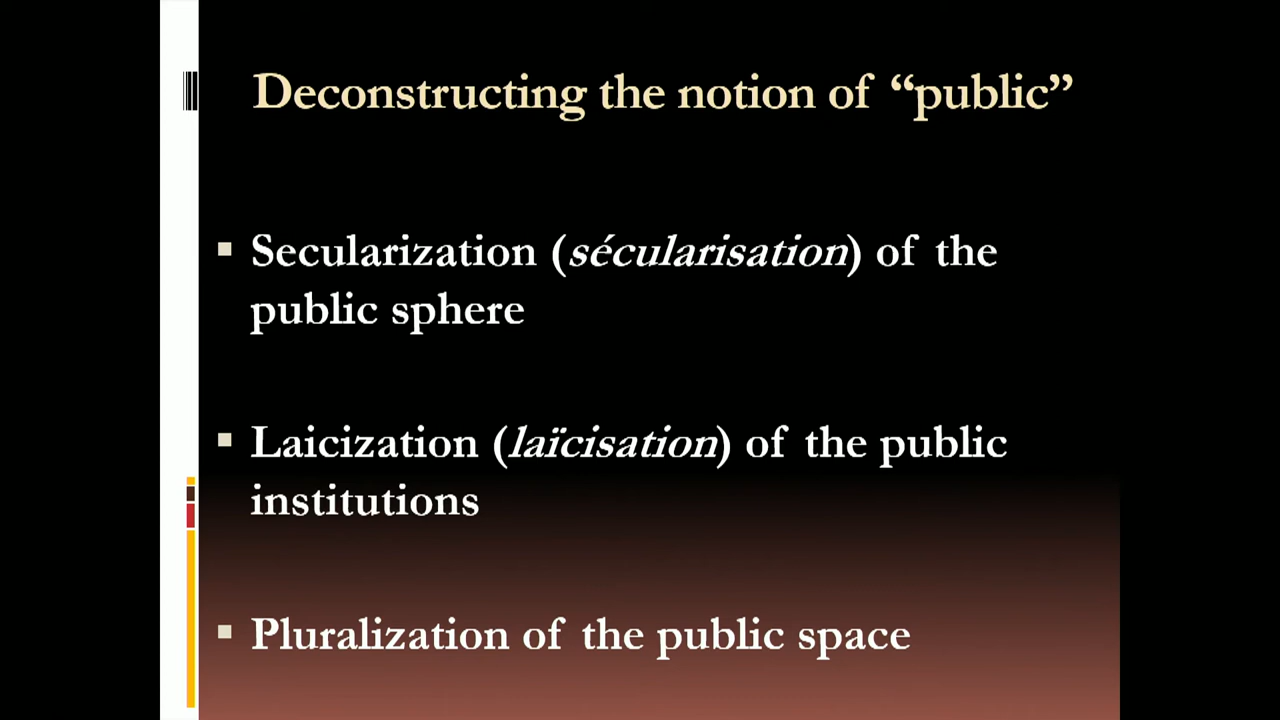 Deconstructing the notion of “public”
▪ Secularization (sécularisation) of the
public sphere
▪ Laicization (laïcisation) of the public
institutions
▪ Pluralization of the public space